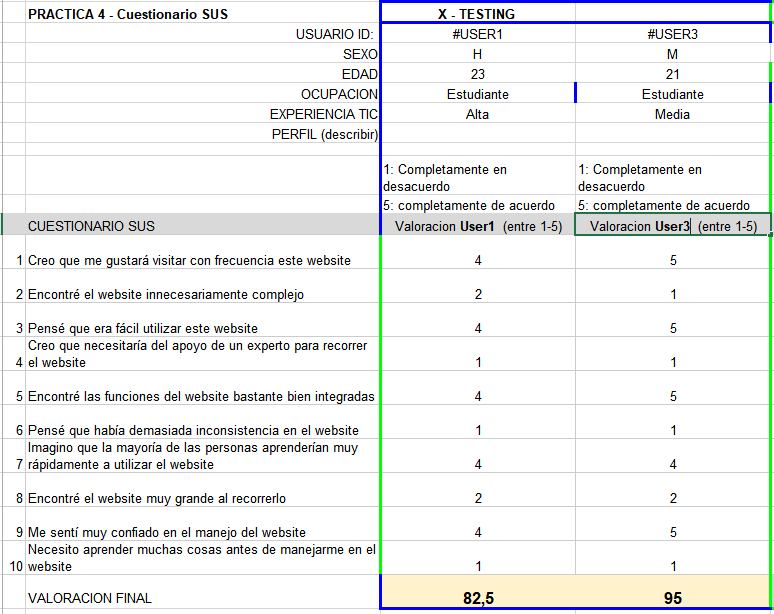 PRACTICA 4 - Cuestionario SUS X - TESTING
USUARIO ID: #USER1 #USER3
SEXO H M
EDAD 23 21
OCUPACION Estudiante Estudiante
EXPERIENCIA TIC Alta Media
PERFIL (describir)
1: Completamente en desacuerdo 1: Completamente en desacuerdo
5: completamente de acuerdo 5: completamente de acuerdo
CUESTIONARIO SUS Valoracion User1 (entre 1-5) Valoracion User3 (entre 1-5)
1 Creo que me gustará visitar con frecuencia este website 4 5
2 Encontré el website innecesariamente complejo 2 1
3 Pensé que era fácil utilizar este website 4 5
Creo que necesitaría del apoyo de un experto para recorrer
4 el website 1 1
5 Encontré las funciones del website bastante bien integradas 4 5
6 Pensé que había demasiada inconsistencia en el website 1 1
Imagino que la mayoría de las personas aprenderían muy
7 rápidamente a utilizar el website 4 4
8 Encontré el website muy grande al recorrerlo 2 2
9 Me sentí muy confiado en el manejo del website 4 5
Necesito aprender muchas cosas antes de manejarme en el
10 website 1 1
VALORACION FINAL 82,5 95